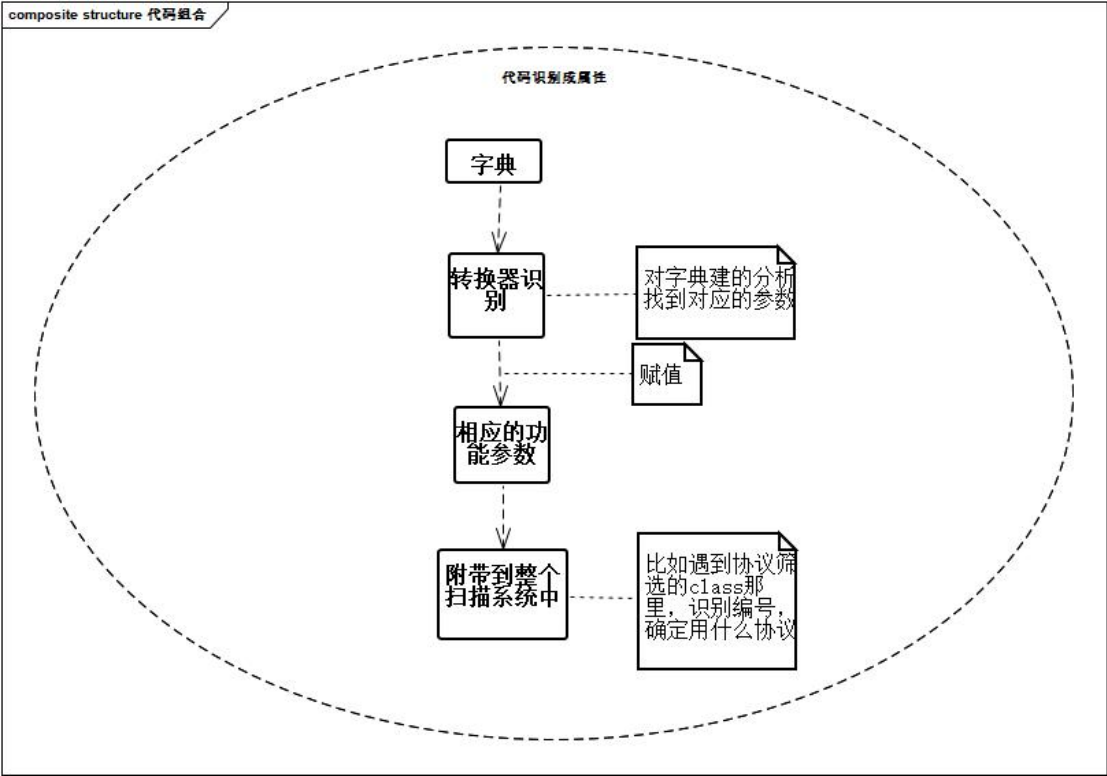 composite structure 代码组合
代码识别成属性
字典
转换器识
别
对字典建的分析
找到对应的参数
赋值
相应的功
能参数
附带到整个
扫描系统中
比如遇到协议筛
选的class那
里，识别编号，
确定用什么协议